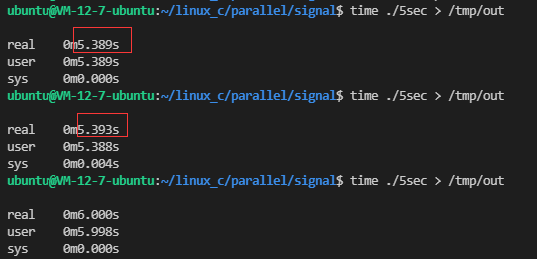 ubuntu@VM-12-7-ubuntu:~/linux_c/parallel/signal$ time ./5sec > /tmp/out
real    0m5.389s
user    0m5.389s
sys     0m0.000s
ubuntu@VM-12-7-ubuntu:~/linux_c/parallel/signal$ time ./5sec > /tmp/out
real    0m5.393s
user    0m5.388s
sys     0m0.004s
ubuntu@VM-12-7-ubuntu:~/linux_c/parallel/signal$ time ./5sec > /tmp/out
real    0m6.000s
user    0m5.998s
sys     0m0.000s